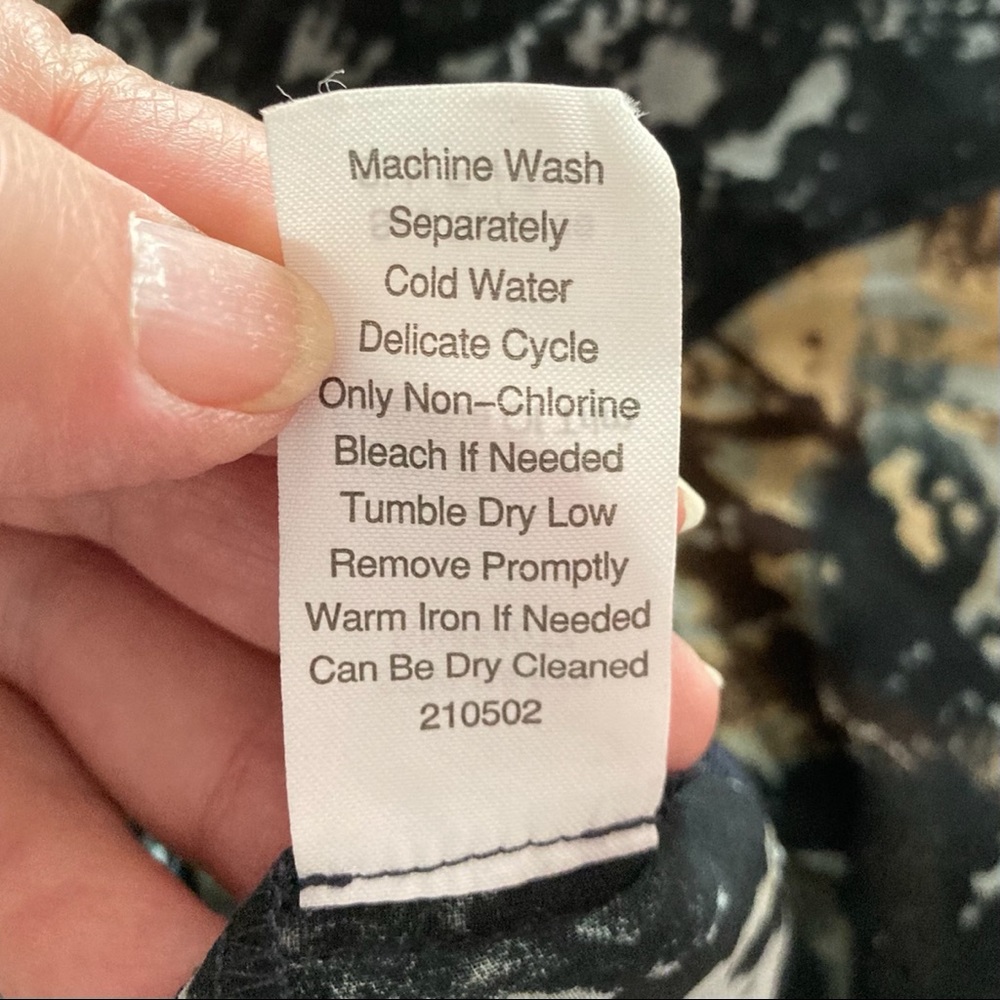 Machine Wash
Separately
Cold Water
Delicate Cycle
Only Non-Chlorine
Bleach If Needed
Tumble Dry Low
Remove Promptly
Warm Iron If Needed
Can Be Dry Cleaned
210502